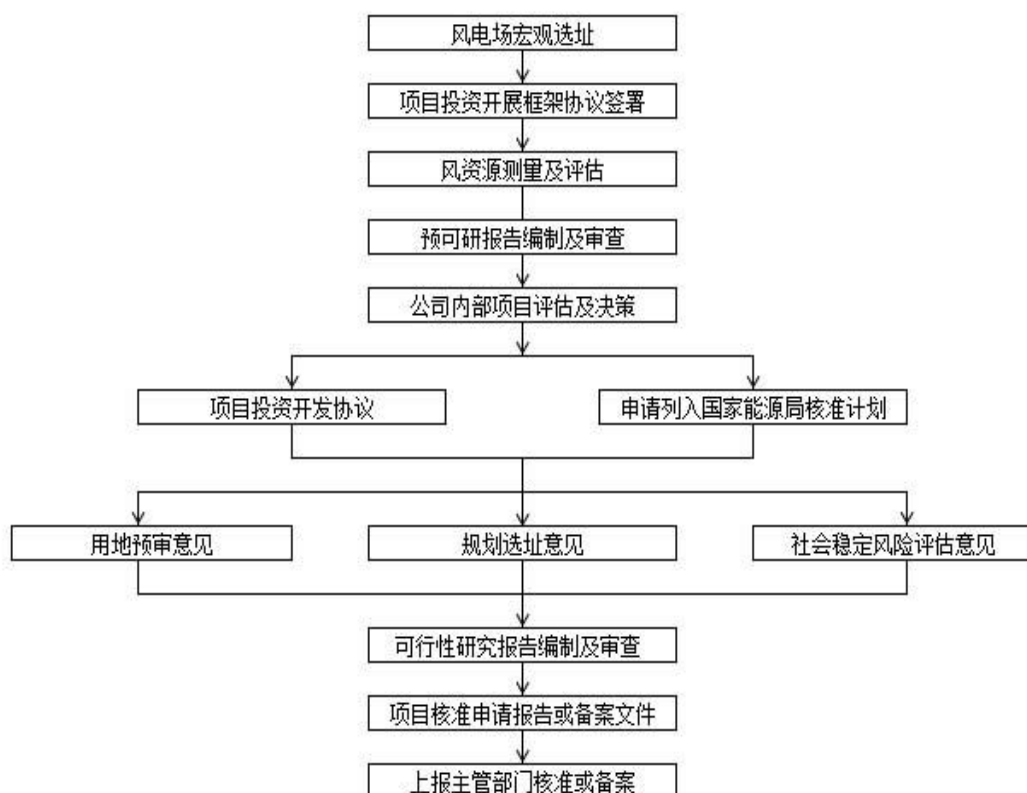 风电场宏观选址
项目投资开展框架协议签署
风资源测量及评估
预可研报告编制及审查
公司内部项目评估及决策
项目投资开发协议
申请列入国家能源局核准计划
用地预审意见
规划选址意见
社会稳定风险评估意见
可行性研究报告编制及审查
项目核准申请报告或备案文件
上报主管部门核准或备案